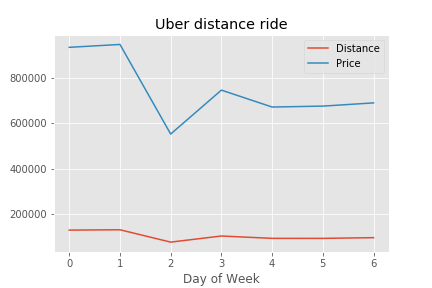 Uber distance ride
Distance
Price
800000
600000
400000
200000
0 1 2 3 4 5 6
Day of Week